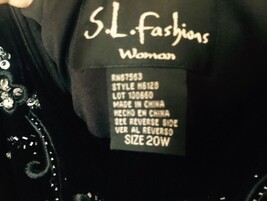 S.L.Fashions
Woman
RN67553
STYLE H6125
LOT 100660
MADE IN CHINA
HECHO EN CHINA
SEE REVERSE SIDE
VER AL REVERSO
SIZE 20W